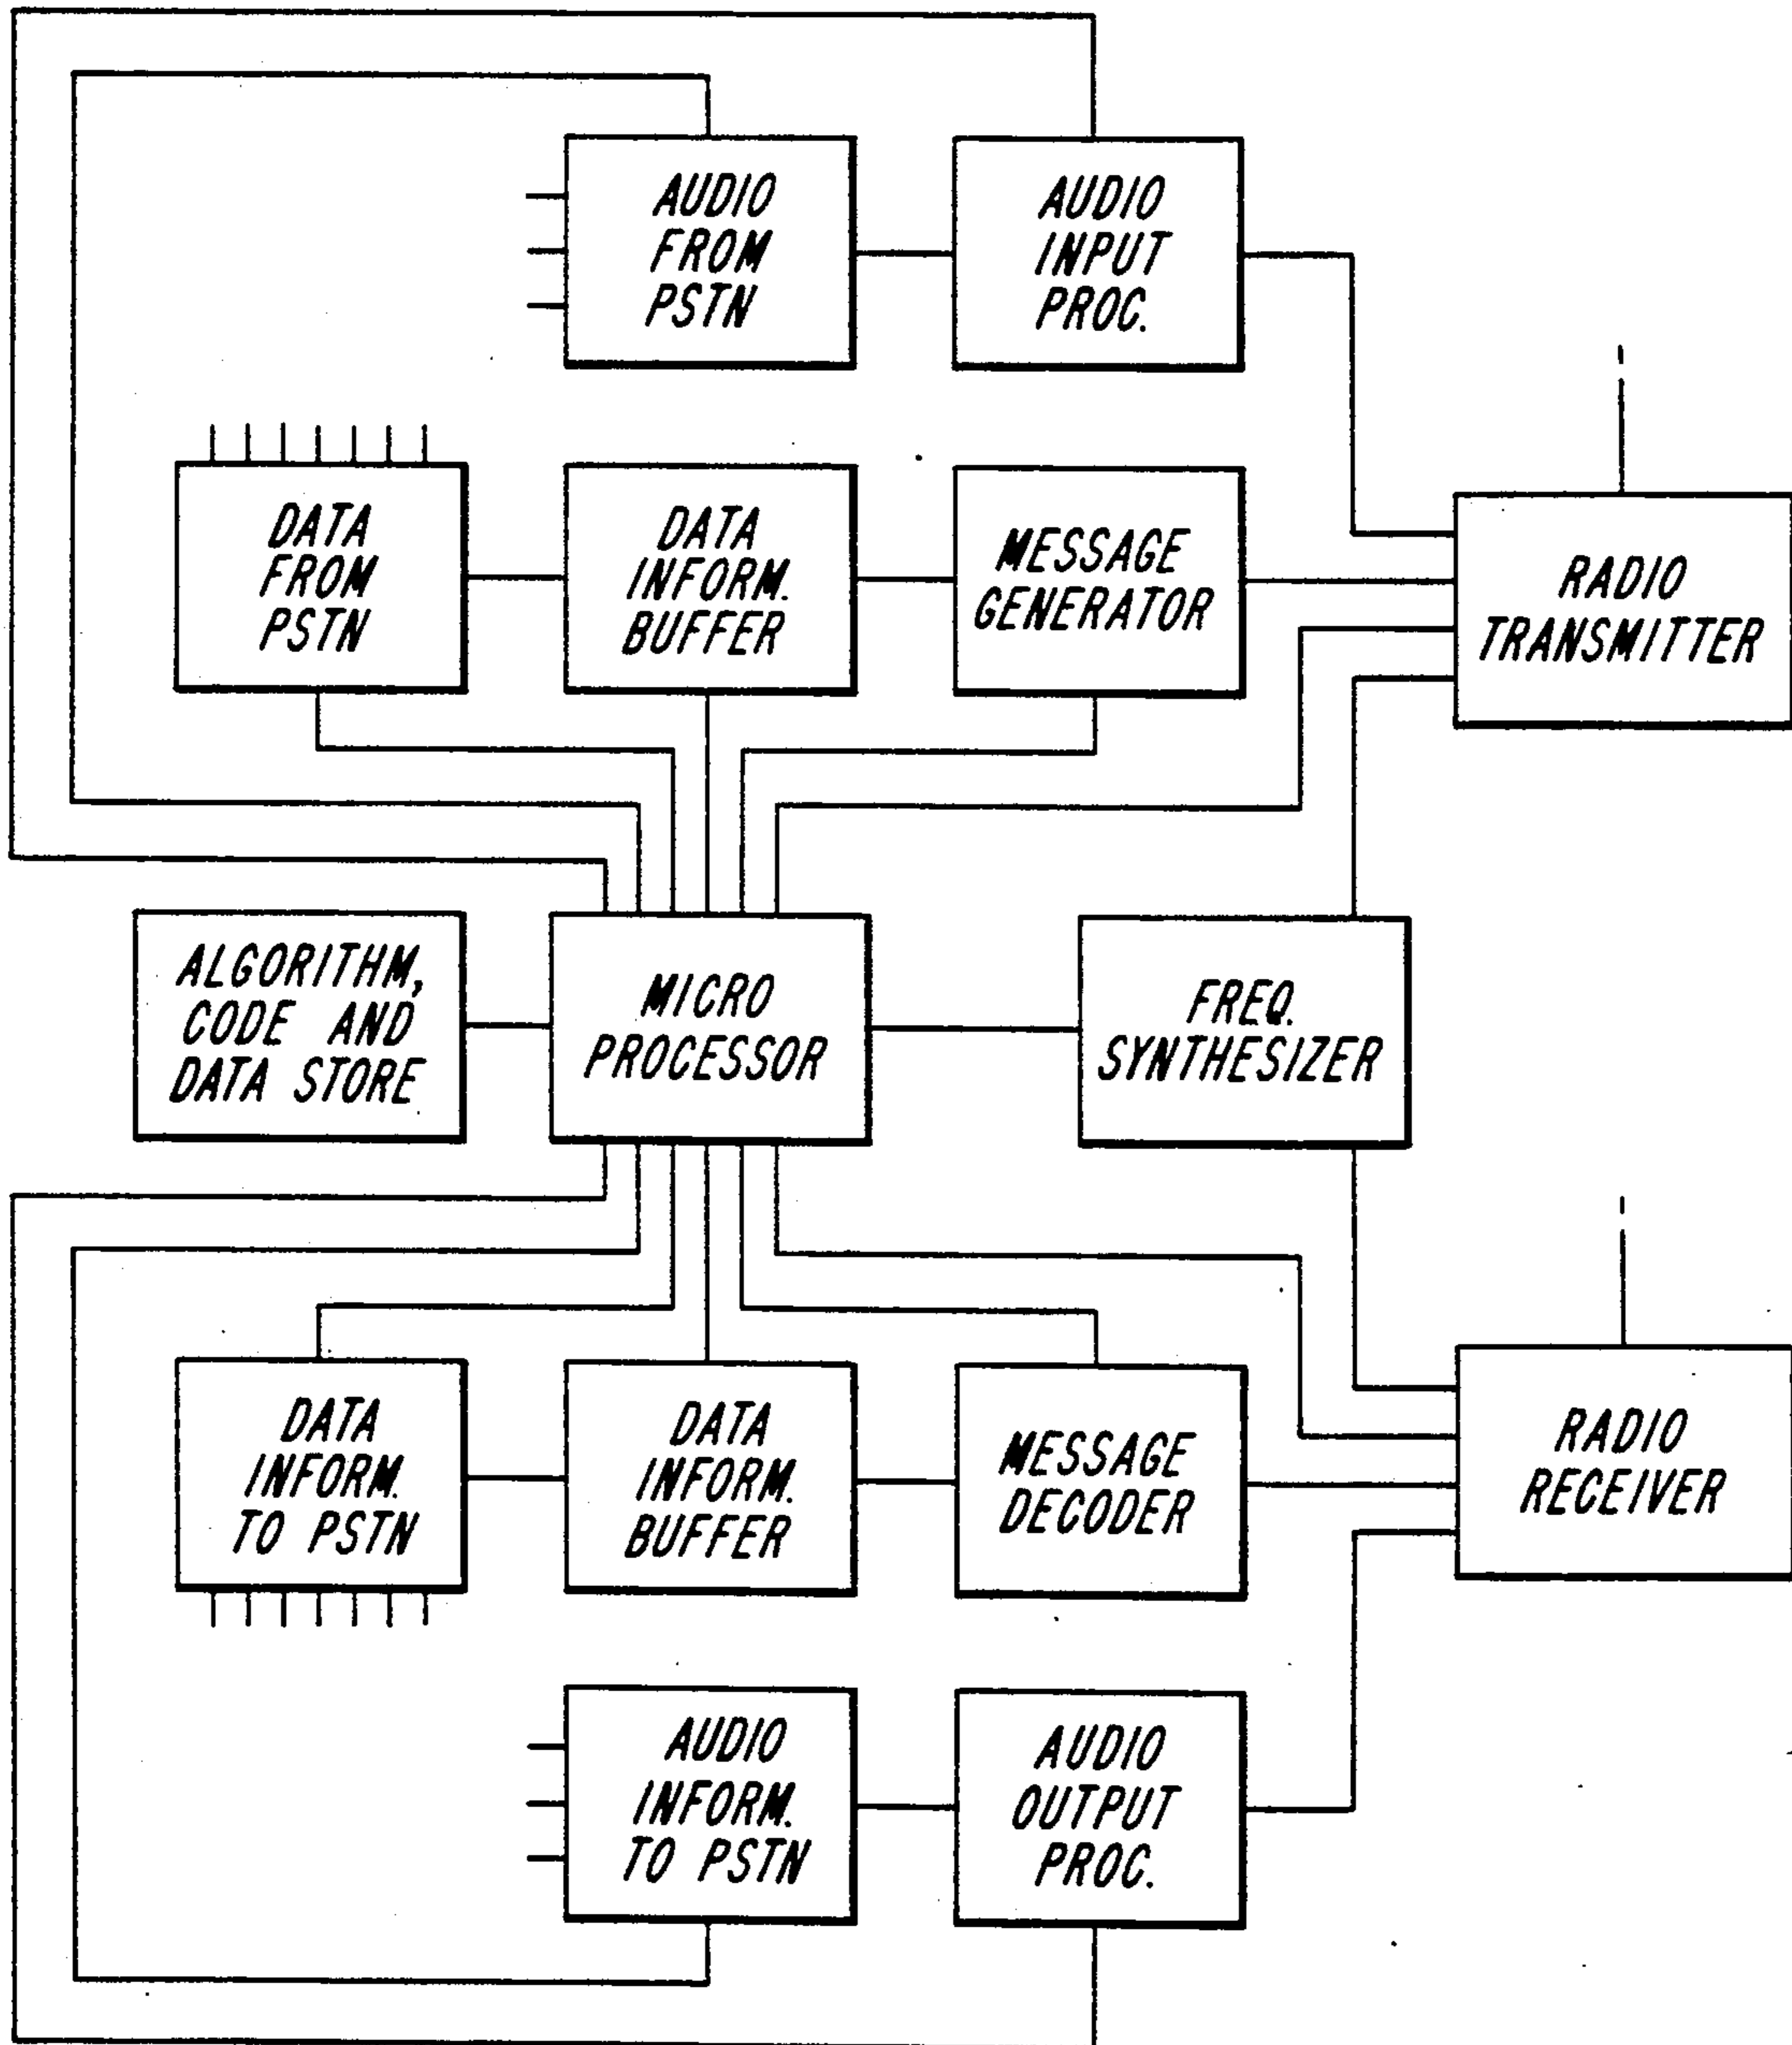 AUDIO
FROM
PSTN
AUDIO
INPUT
PROC.
DATA
FROM
PSTN
DATA
INFORM.
BUFFER
MESSAGE
GENERATOR
RADIO
TRANSMITTER
ALGORITHM,
CODE AND
DATA STORE
MICRO
PROCESSOR
FREQ.
SYNTHESIZER
DATA
INFORM.
TO PSTN
DATA
INFORM.
BUFFER
MESSAGE
DECODER
RADIO
RECEIVER
AUDIO
INFORM.
TO PSTN
AUDIO
OUTPUT
PROC.